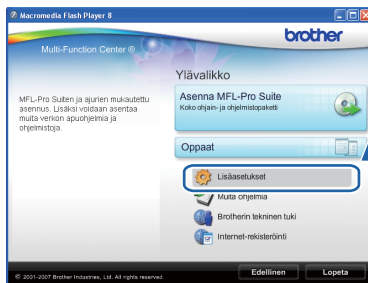 Macromedia Flash Player 8
brother
Multi-Function Center ®
Ylävalikko
MFL-Pro Suiten ja ajurien mukautettu
asennus. Lisäksi voidaan asentaa
muita verkon apuohjelmia ja
ohjelmistoja.
Asenna MFL-Pro Suite
Koko ohjain- ja ohjelmistopaketti
Oppaat
Lisäasetukset
Muita ohjelmia
Brotherin tekninen tuki
Internet-rekisteröinti
© 2001-2007 Brother Industries, Ltd. All rights reserved.
Edellinen
Lopeta